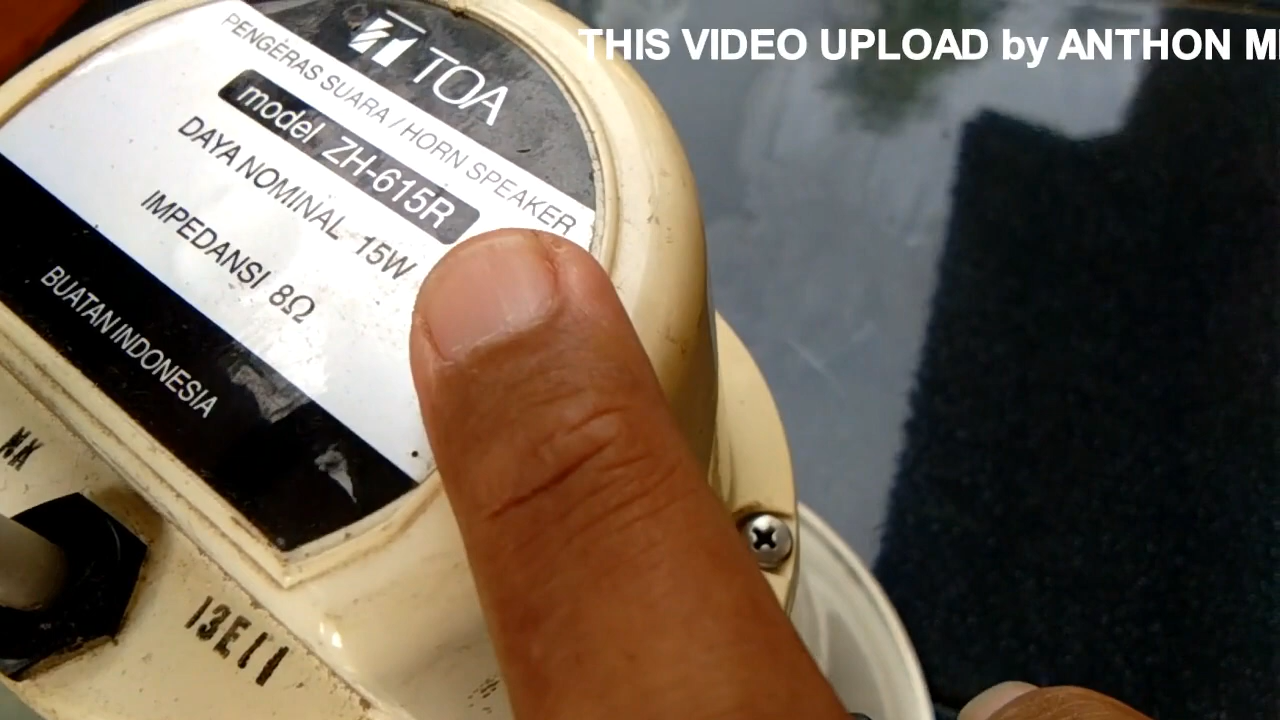 THIS VIDEO UPLOAD by ANTHON
TOA
PENGERAS SUARA / HORN SPEAKER
model ZH-615R
DAYA NOMINAL 15W
IMPEDANSI 8Ω
BUATAN INDONESIA
13E11